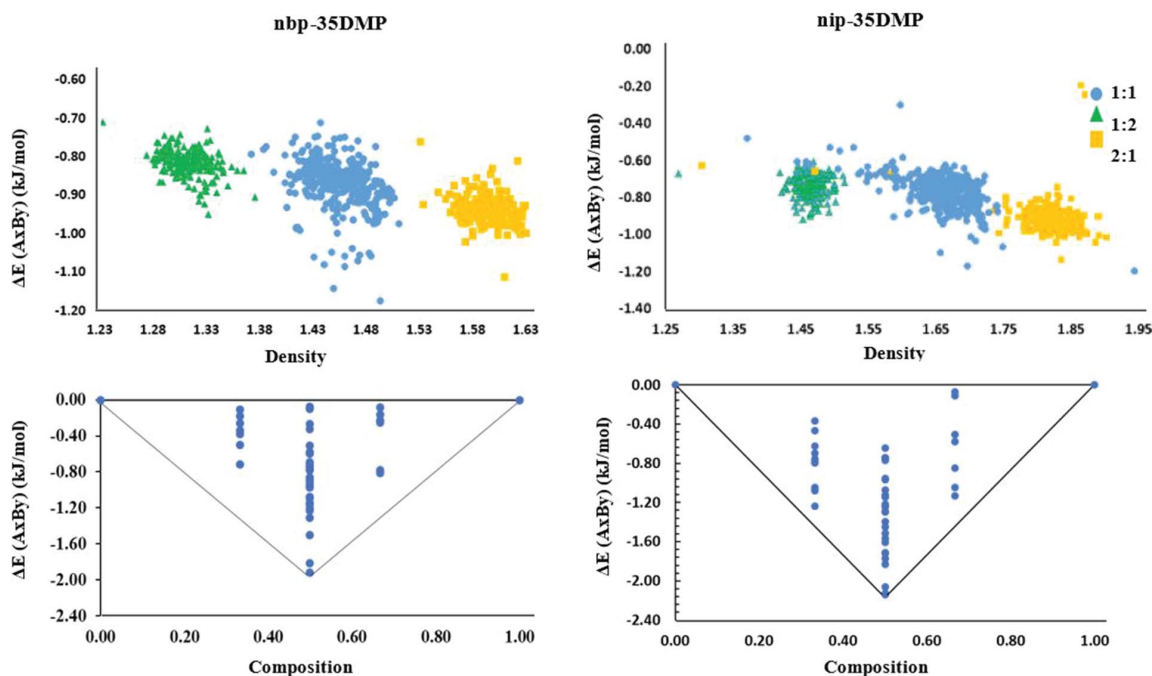 nbp-35DMP
ΔE (AxBy) (kJ/mol)
-0.60
-0.70
-0.80
-0.90
-1.00
-1.10
-1.20
1.23 1.28 1.33 1.38 1.43 1.48 1.53 1.58 1.63
Density
nip-35DMP
ΔE (AxBy) (kJ/mol)
0.00
-0.20
-0.40
-0.60
-0.80
-1.00
-1.20
-1.40
1.25 1.35 1.45 1.55 1.65 1.75 1.85 1.95
Density
1:1
1:2
2:1
ΔE (AxBy) (kJ/mol)
0.00
-0.40
-0.80
-1.20
-1.60
-2.00
-2.40
0.00 0.20 0.40 0.60 0.80 1.00
Composition
ΔE (AxBy) (kJ/mol)
0.00
-0.40
-0.80
-1.20
-1.60
-2.00
-2.40
0.00 0.20 0.40 0.60 0.80 1.00
Composition